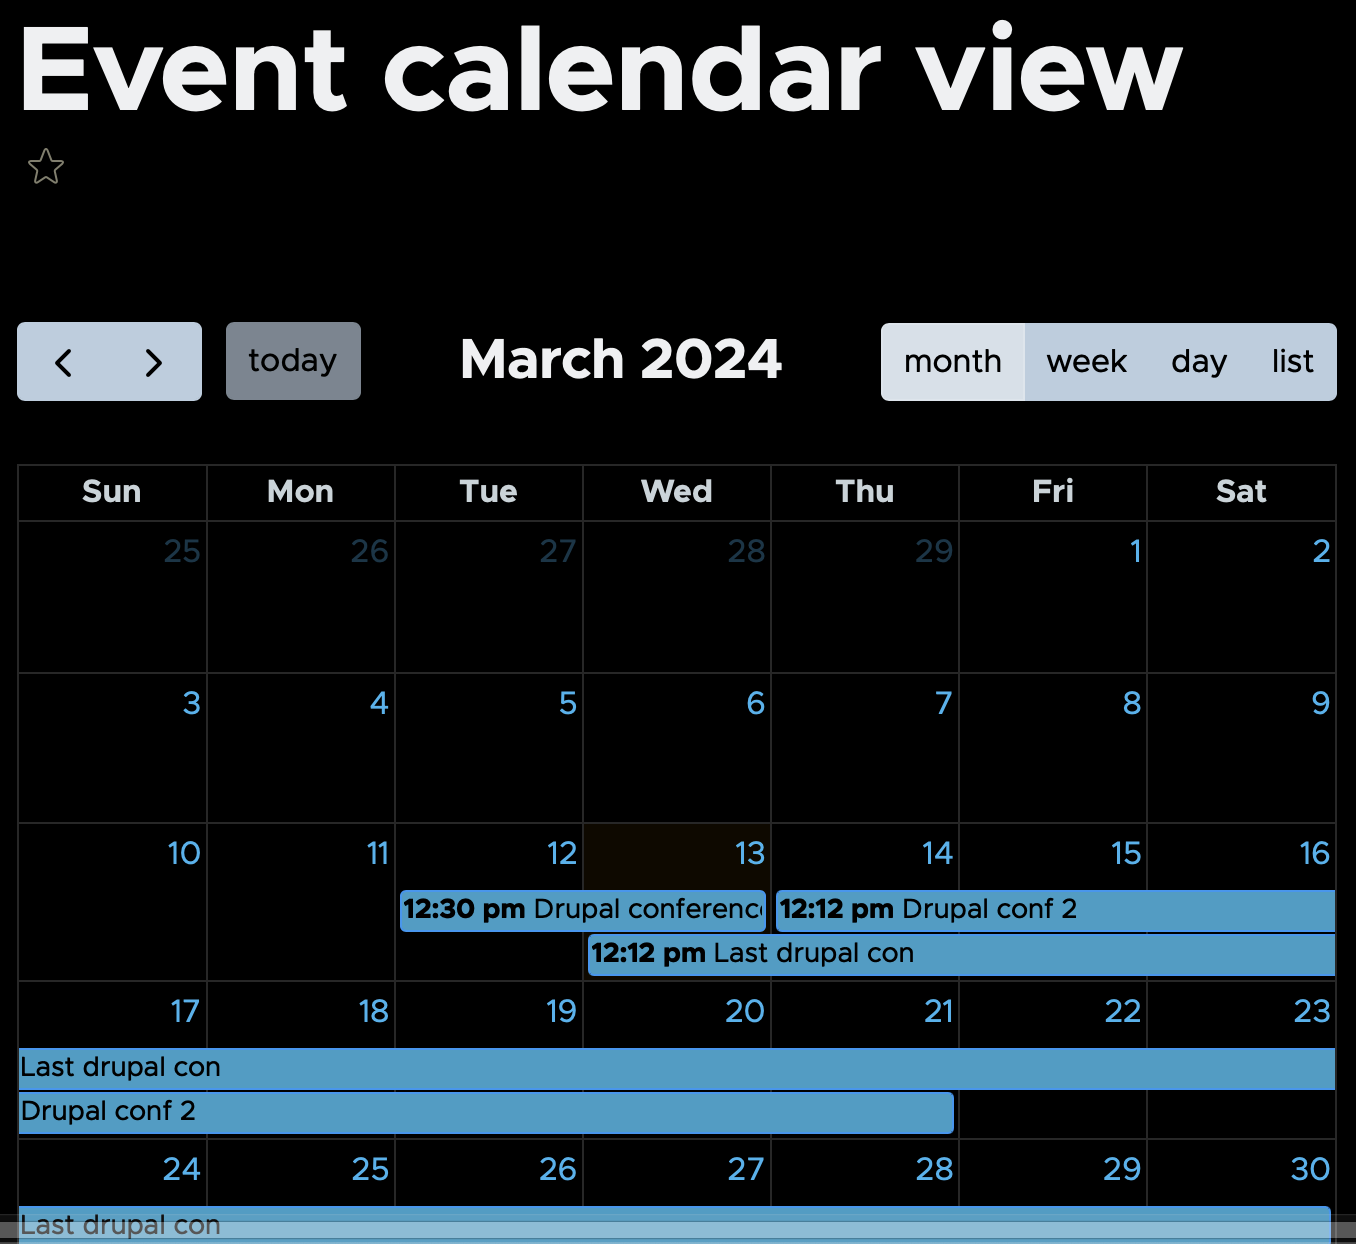 Event calendar view
today March 2024 month week day list
Sun Mon Tue Wed Thu Fri Sat
25 26 27 28 29 1 2
3 4 5 6 7 8 9
10 11 12 13 14 15 16
12:30 pm Drupal conferenc 12:12 pm Drupal conf 2
12:12 pm Last drupal con
17 18 19 20 21 22 23
Last drupal con
Drupal conf 2
24 25 26 27 28 29 30
Last drupal con